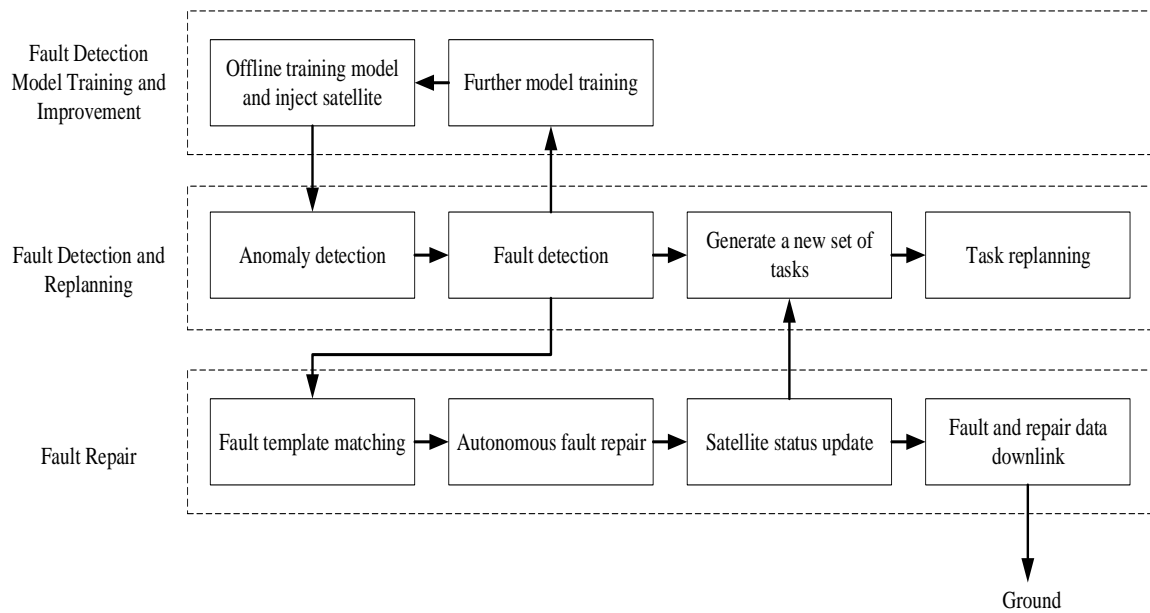 Fault Detection
Model Training and
Improvement
Offline training model
and inject satellite
Further model training
Fault Detection and
Replanning
Anomaly detection
Fault detection
Generate a new set of
tasks
Task replanning
Fault Repair
Fault template matching
Autonomous fault repair
Satellite status update
Fault and repair data
downlink
Ground